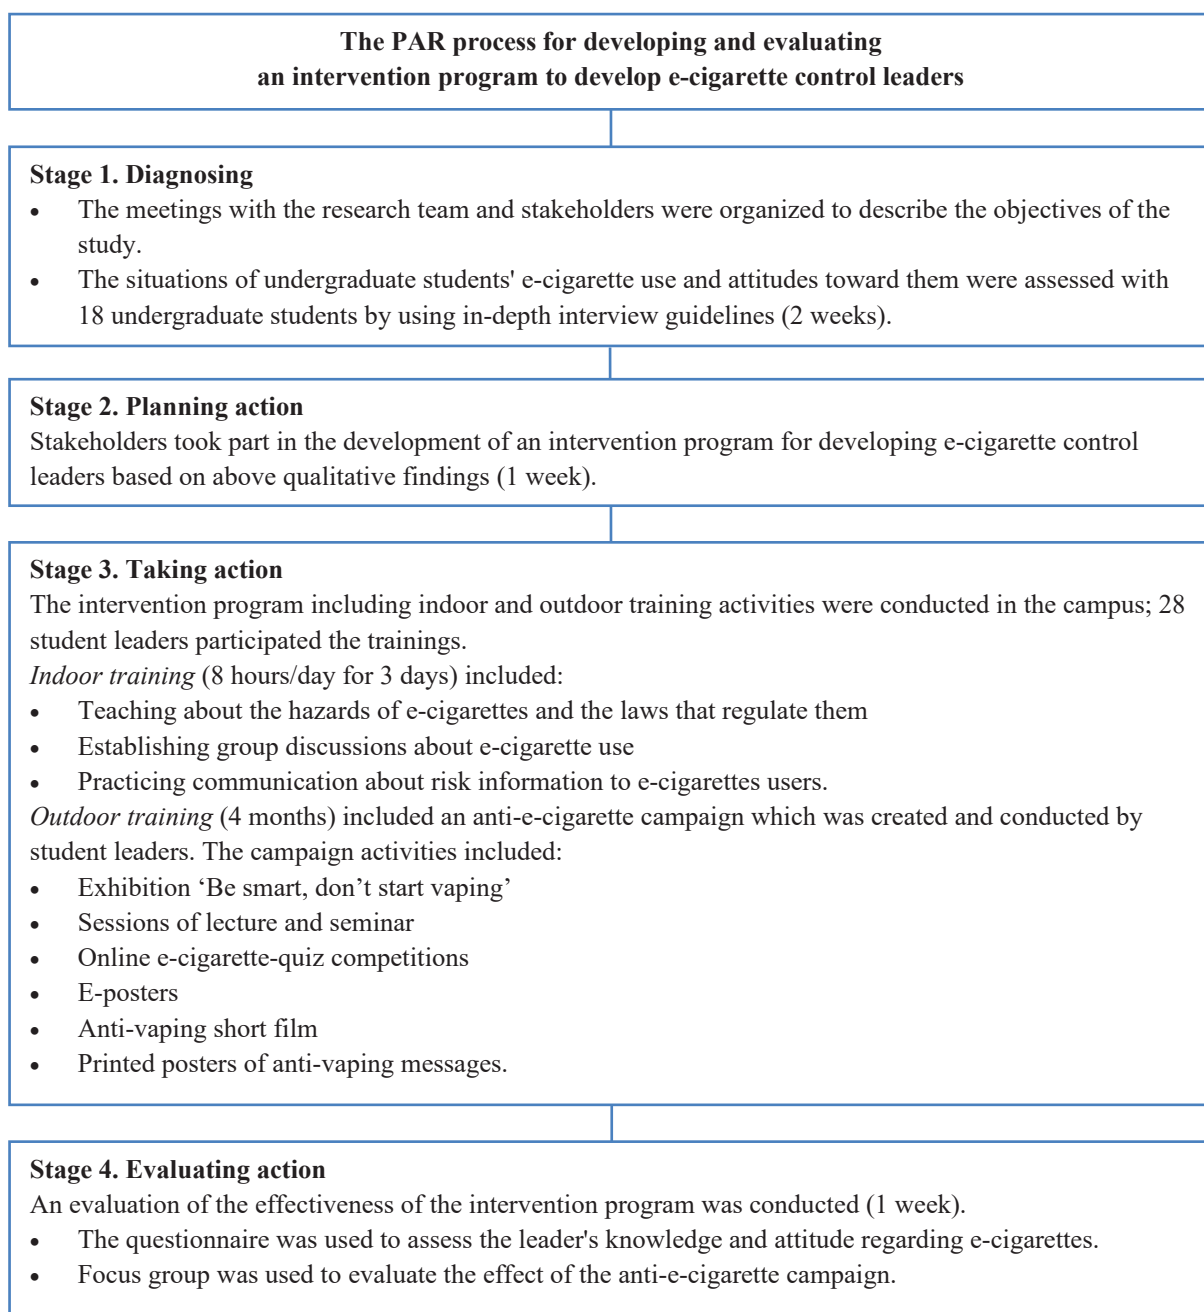 The PAR process for developing and evaluating
an intervention program to develop e-cigarette control leaders
Stage 1. Diagnosing
• The meetings with the research team and stakeholders were organized to describe the objectives of the
study.
• The situations of undergraduate students' e-cigarette use and attitudes toward them were assessed with
18 undergraduate students by using in-depth interview guidelines (2 weeks).
Stage 2. Planning action
Stakeholders took part in the development of an intervention program for developing e-cigarette control
leaders based on above qualitative findings (1 week).
Stage 3. Taking action
The intervention program including indoor and outdoor training activities were conducted in the campus; 28
student leaders participated the trainings.
Indoor training (8 hours/day for 3 days) included:
• Teaching about the hazards of e-cigarettes and the laws that regulate them
• Establishing group discussions about e-cigarette use
• Practicing communication about risk information to e-cigarettes users.
Outdoor training (4 months) included an anti-e-cigarette campaign which was created and conducted by
student leaders. The campaign activities included:
• Exhibition ‘Be smart, don’t start vaping’
• Sessions of lecture and seminar
• Online e-cigarette-quiz competitions
• E-posters
• Anti-vaping short film
• Printed posters of anti-vaping messages.
Stage 4. Evaluating action
An evaluation of the effectiveness of the intervention program was conducted (1 week).
• The questionnaire was used to assess the leader's knowledge and attitude regarding e-cigarettes.
• Focus group was used to evaluate the effect of the anti-e-cigarette campaign.